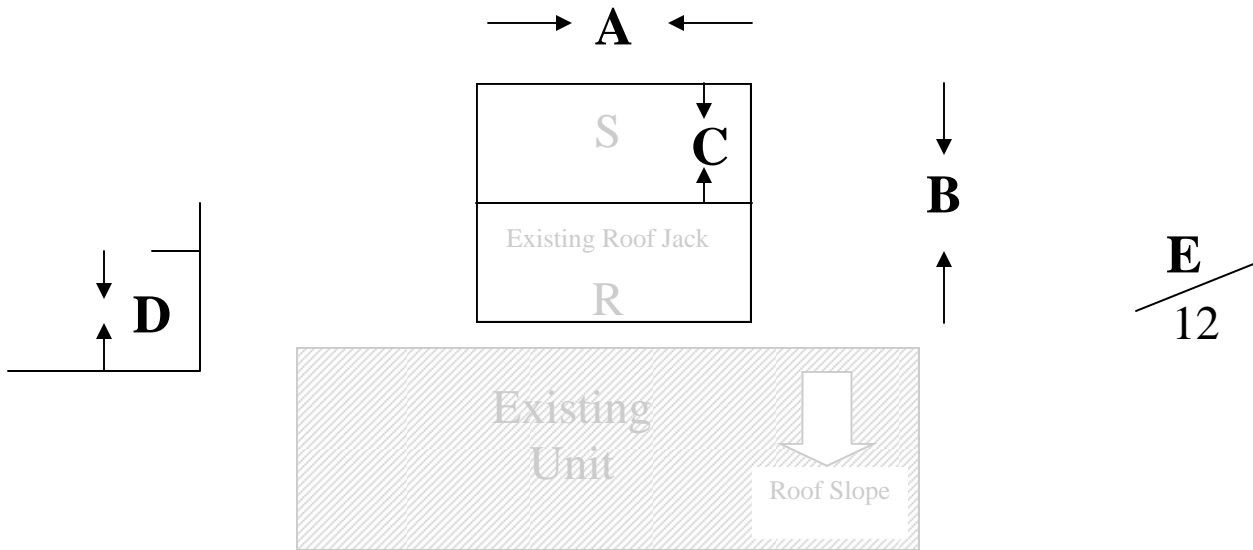 A
S
C
B
Existing Roof Jack
E
12
D
R
Existing
Unit
Roof Slope